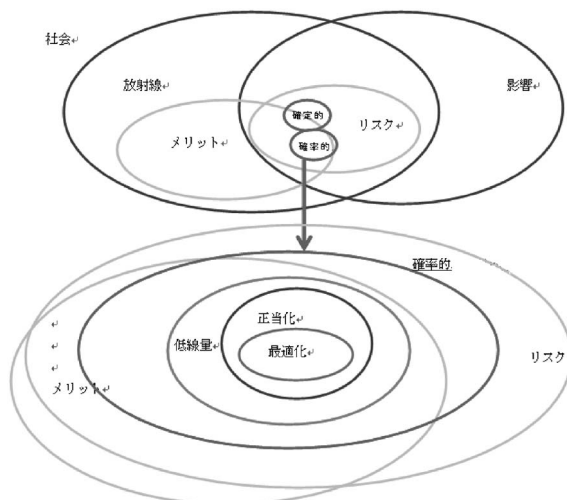 社会↵
放射線↵
影響↵
確定的
リスク↵
メリット↵
確率的
確率的
正当化↵
低線量↵
最適化↵
リスク
↵
↵
↵
メリット↵